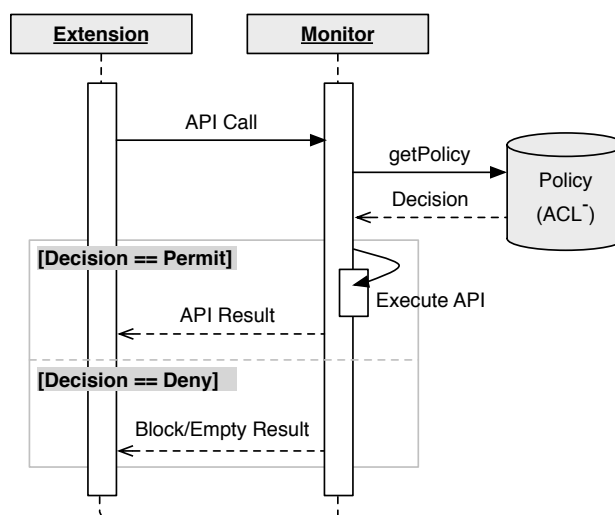 Extension
Monitor
API Call
getPolicy
Policy
(ACL⁻)
Decision
[Decision == Permit]
Execute API
API Result
[Decision == Deny]
Block/Empty Result